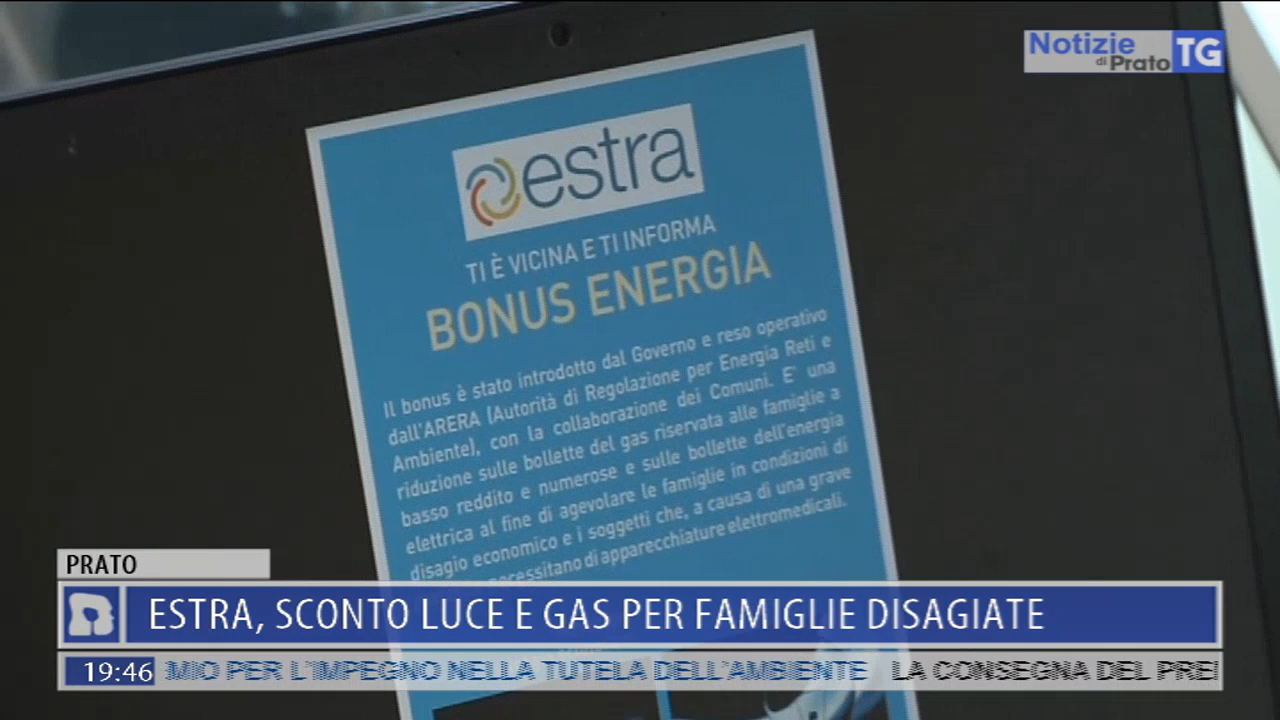 Notizie
di Prato TG
estra
TI È VICINA E TI INFORMA
BONUS ENERGIA
Il bonus è stato introdotto dal Governo e reso operativo
dall'ARERA (Autorità di Regolazione per Energia Reti e
Ambiente), con la collaborazione dei Comuni. E' una
riduzione sulle bollette del gas riservata alle famiglie a
basso reddito e numerose e sulle bollette dell'energia
elettrica al fine di agevolare le famiglie in condizioni di
disagio economico e i soggetti che, a causa di una grave
necessitano di apparecchiature elettromedicali.
PRATO
ESTRA, SCONTO LUCE E GAS PER FAMIGLIE DISAGIATE
19:46 MIO PER L'IMPEGNO NELLA TUTELA DELL'AMBIENTE LA CONSEGNA DEL PRE